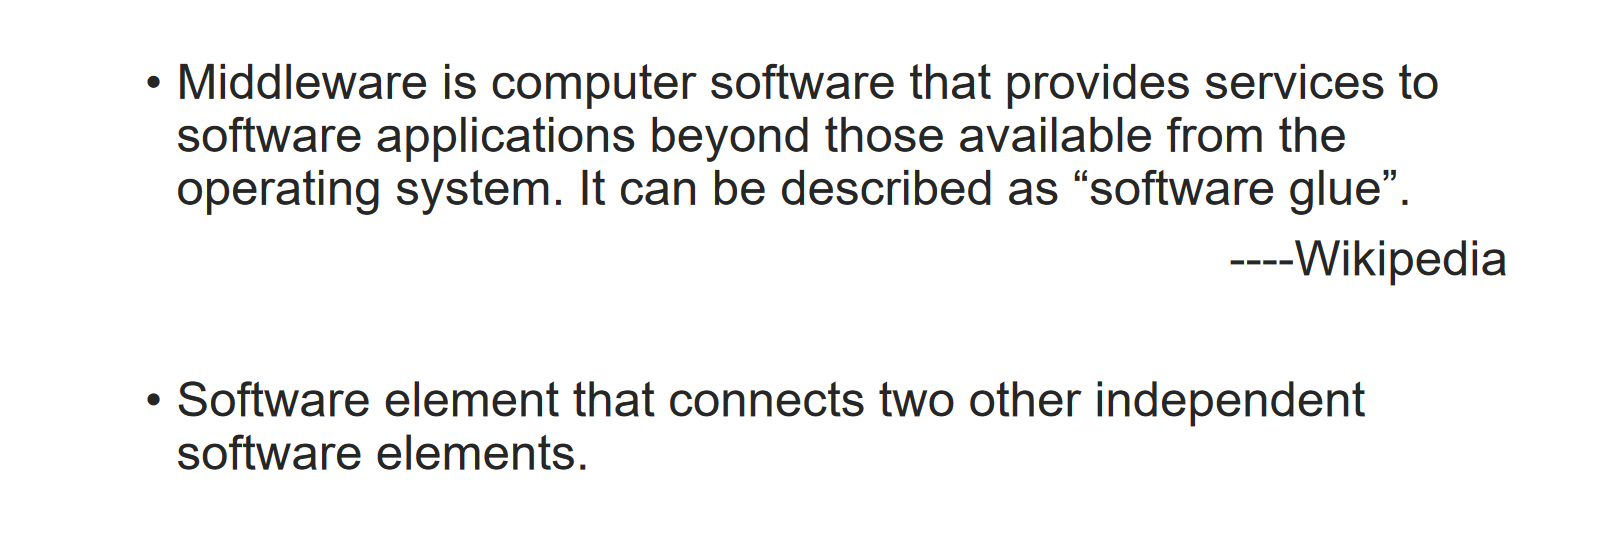 • Middleware is computer software that provides services to
software applications beyond those available from the
operating system. It can be described as “software glue”.
----Wikipedia
• Software element that connects two other independent
software elements.